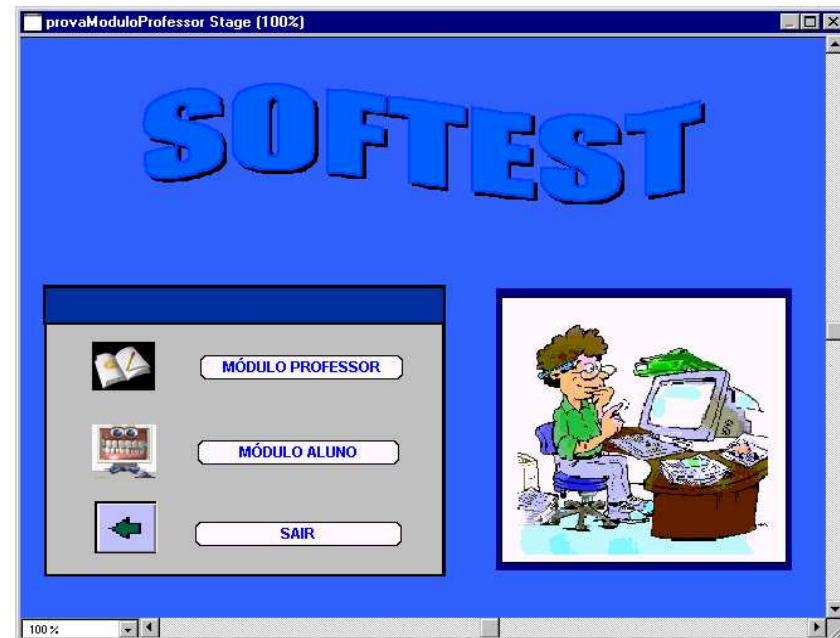 provaModuloProfessor Stage (100%)
SOFTEST
MÓDULO PROFESSOR
MÓDULO ALUNO
SAIR
100 %